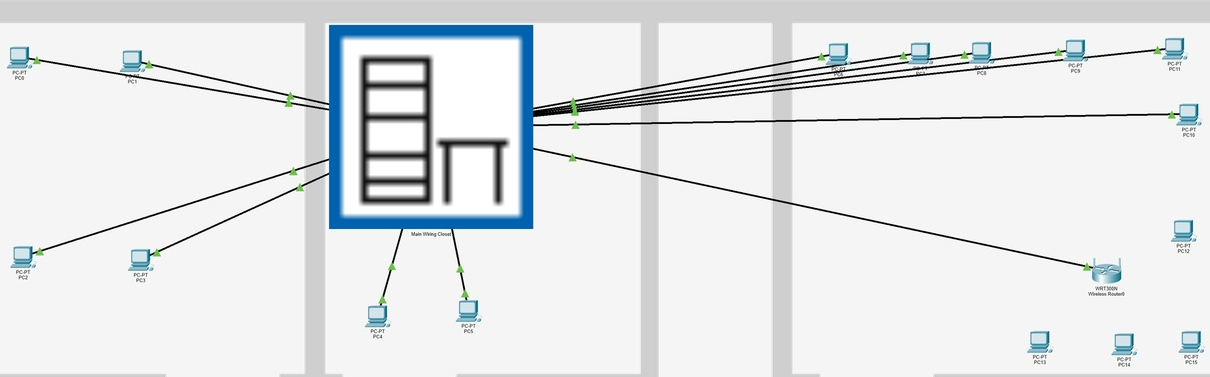 PC-PT
PC0
PC-PT
PC1
PC-PT
PC-PT
PC-PT
PC8
PC-PT
PC9
PC-PT
PC11
PC-PT
PC10
Main Wiring Closet
PC-PT
PC2
PC-PT
PC3
PC-PT
PC4
PC-PT
PC5
PC-PT
PC12
WRT300N
Wireless Router0
PC-PT
PC13
PC-PT
PC14
PC-PT
PC15